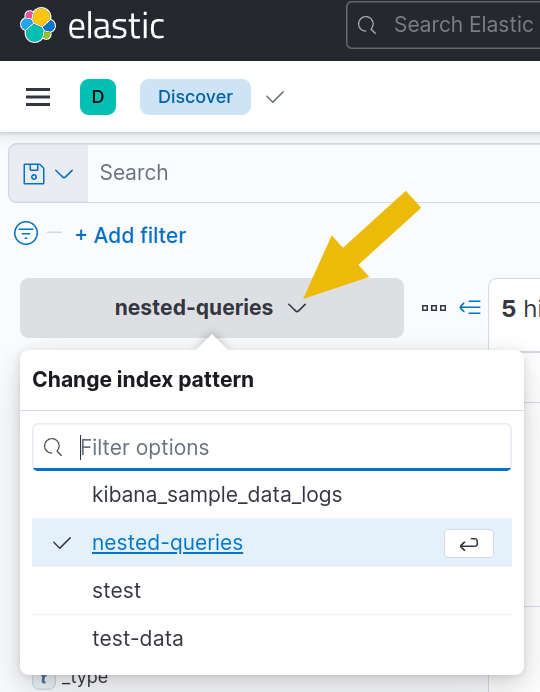 elastic
Search Elastic
D Discover
Search
+ Add filter
nested-queries
5 hi
Change index pattern
Filter options
kibana_sample_data_logs
nested-queries
stest
test-data
t _type